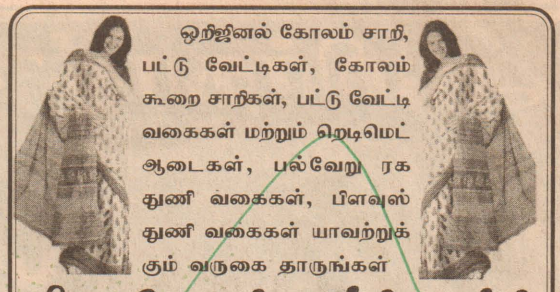 ஒறிஜினல் கோலம் சாறி,
பட்டு வேட்டிகள், கோலம்
கூறை சாறிகள், பட்டு வேட்டி
வகைகள் மற்றும் றெடிமெட்
ஆடைகள், பல்வேறு ரக
துணி வகைகள், பிளவுஸ்
துணி வகைகள் யாவற்றுக்
கும் வருகை தாருங்கள்